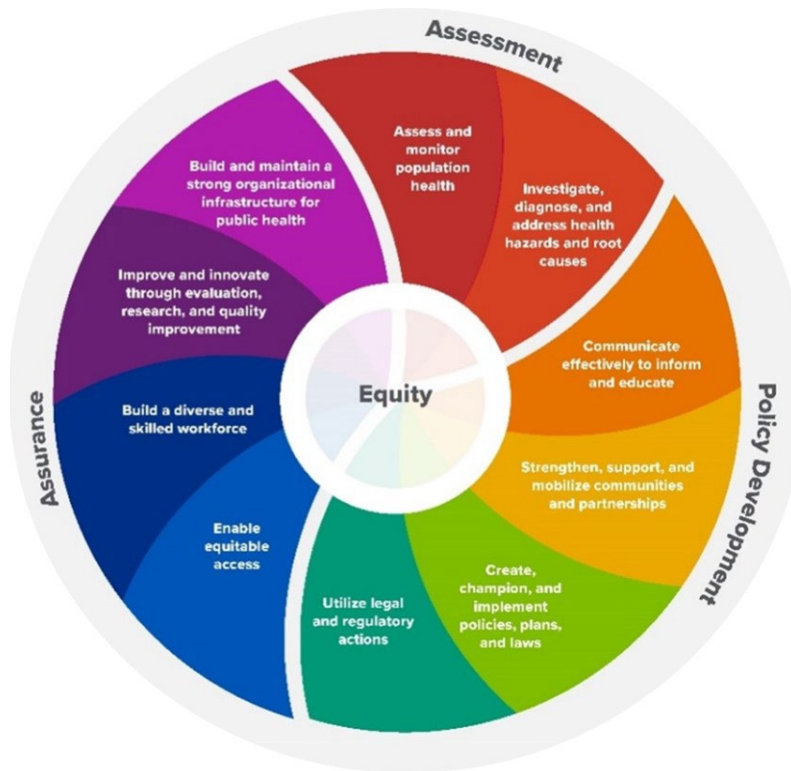 Assessment
Assess and
monitor
population
health
Investigate,
diagnose, and
address health
hazards and root
causes
Communicate
effectively to inform
and educate
Policy Development
Strengthen, support, and
mobilize communities
and partnerships
Create,
champion, and
implement
policies, plans,
and laws
Utilize legal
and regulatory
actions
Enable
equitable
access
Assurance
Build a diverse and
skilled workforce
Improve and innovate
through evaluation,
research, and quality
improvement
Build and maintain a
strong organizational
infrastructure for
public health
Equity